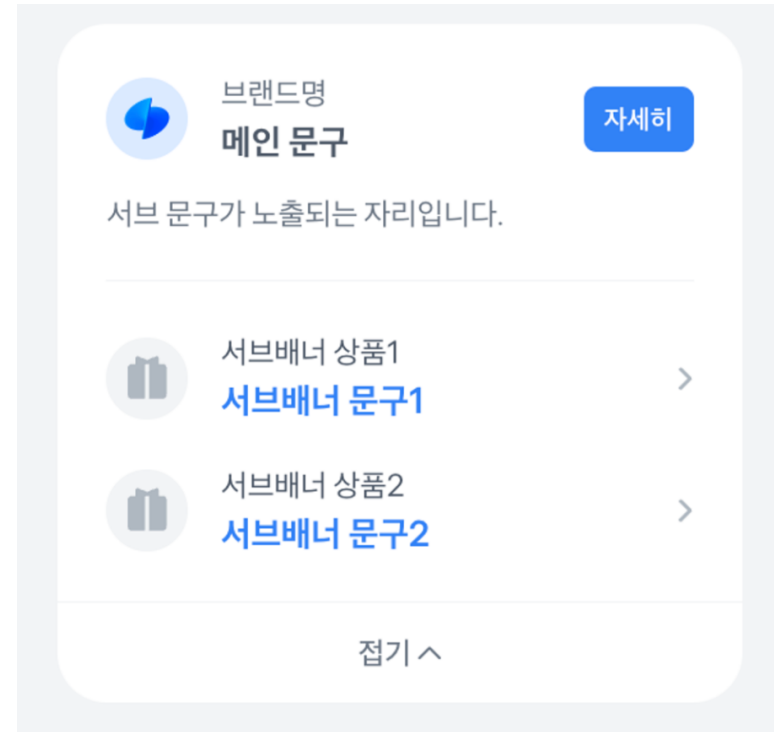 브랜드명
메인 문구
자세히
서브 문구가 노출되는 자리입니다.
서브배너 상품1
서브배너 문구1
서브배너 상품2
서브배너 문구2
접기